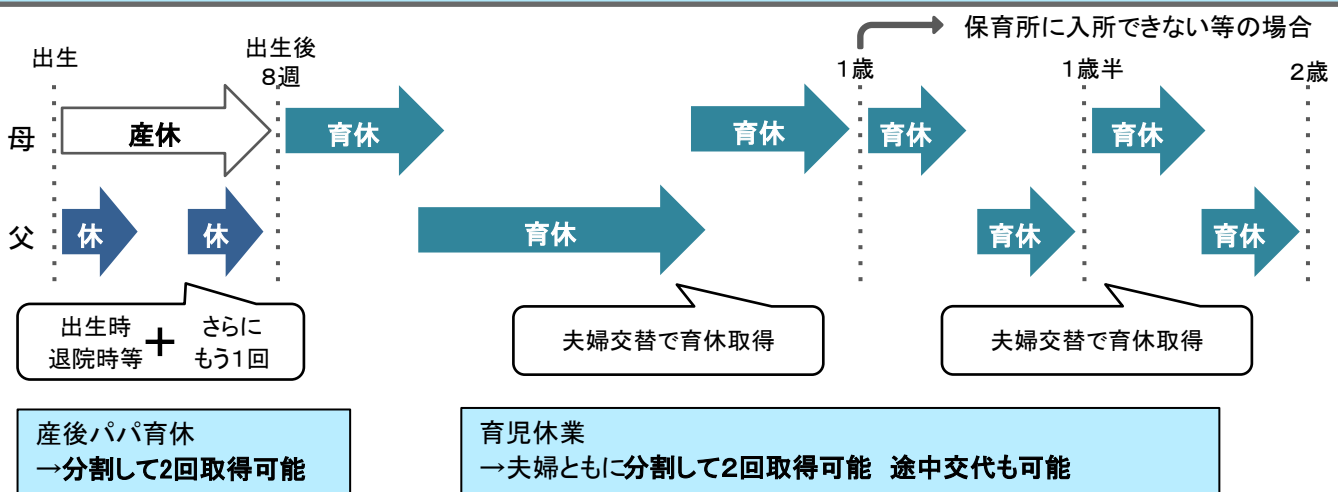 保育所に入所できない等の場合
出生
出生後
8週
1歳
1歳半
2歳
母
産休
育休
育休
育休
育休
父
休
休
育休
育休
育休
出生時
退院時等
+
さらに
もう1回
夫婦交替で育休取得
夫婦交替で育休取得
産後パパ育休
→分割して2回取得可能
育児休業
→夫婦ともに分割して2回取得可能 途中交代も可能